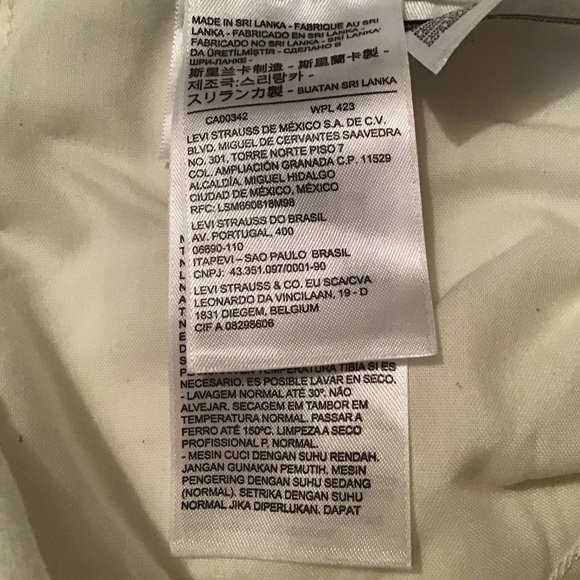 MADE IN SRI LANKA - FABRIQUE AU SRI
LANKA - FABRICADO EN SRI LANKA -
FABRICADO NO SRI LANKA - SRI LANKA'
DA ÜRETİLMİŞTİR - СДЕЛАНО В
ШРИ-ЛАНКЕ -
斯里兰卡制造 - 斯里蘭卡製 -
제조국:스리랑카 -
スリランカ製 - BUATAN SRI LANKA
CA00342 WPL 423
LEVI STRAUSS DE MÉXICO S.A. DE C.V.
BLVD. MIGUEL DE CERVANTES SAAVEDRA
NO. 301, TORRE NORTE PISO 7
COL. AMPLIACIÓN GRANADA C.P. 11529
ALCALDÍA. MIGUEL HIDALGO
CIUDAD DE MÉXICO, MÉXICO
RFC: LSM660618M98
LEVI STRAUSS DO BRASIL
AV. PORTUGAL, 400
06690-110
ITAPEVI – SAO PAULO BRASIL
CNPJ: 43.351.097/0001-90
LEVI STRAUSS & CO. EU SCA/CVA
LEONARDO DA VINCILAAN, 19 - D
1831 DIEGEM, BELGIUM
CIF A 08298606
TEMPERATURA TIBIA SI ES
NECESARIO. ES POSIBLE LAVAR EN SECO.
- LAVAGEM NORMAL ATÉ 30º. NÃO
ALVEJAR. SECAGEM EM TAMBOR EM
TEMPERATURA NORMAL. PASSAR A
FERRO ATÉ 150ºC. LIMPEZA A SECO
PROFISSIONAL P, NORMAL.
- MESIN CUCI DENGAN SUHU RENDAH.
JANGAN GUNAKAN PEMUTIH. MESIN
PENGERING DENGAN SUHU SEDANG
(NORMAL). SETRIKA DENGAN SUHU
NORMAL JIKA DIPERLUKAN. DAPAT